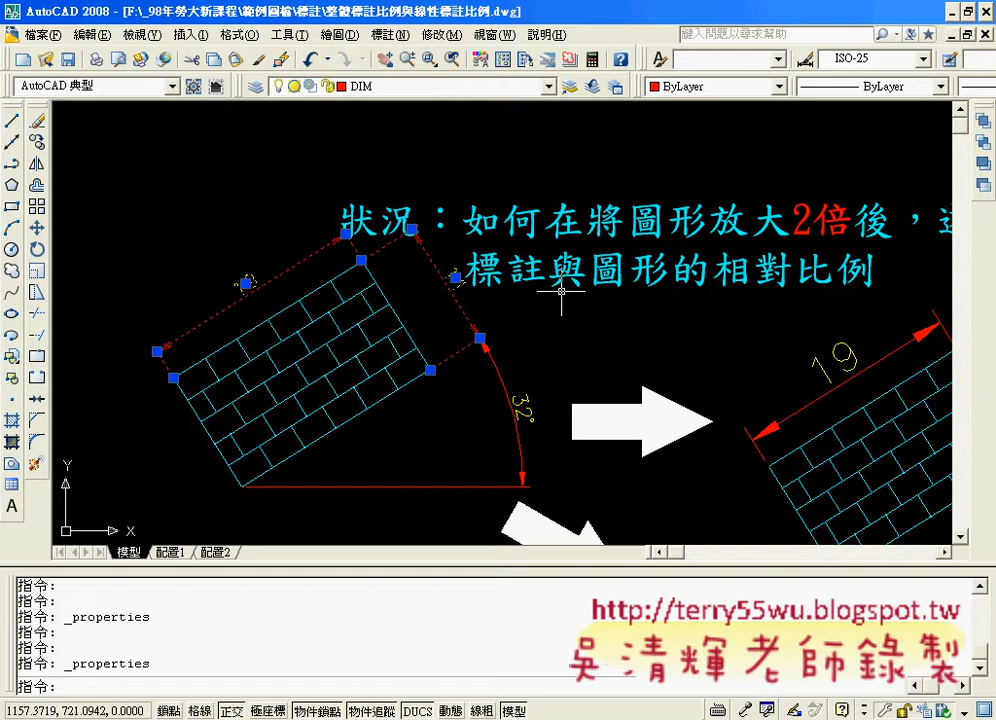 AutoCAD 2008 - [F:\_98年勞大新課程\範例圖檔\標註\整體標註比例與線性標註比例.dwg]
檔案(F) 編輯(E) 檢視(V) 插入(I) 格式(O) 工具(T) 繪圖(D) 標註(N) 修改(M) 視窗(W) 說明(H) 鍵入問題以尋求輔助
ISO-25
AutoCAD 典型 DIM ByLayer ByLayer
狀況：如何在將圖形放大2倍後，
標註與圖形的相對比例
19
32°
Y
X
模型 配置1 配置2
指令:
指令:
指令: _properties
指令:
指令:
指令: _properties
指令:
http://terry55wu.blogspot.tw
吳清輝老師錄製
1157.3719, 721.0942, 0.0000 鎖點 格線 正交 極座標 物件鎖點 物件追蹤 DUCS 動態 線粗 模型